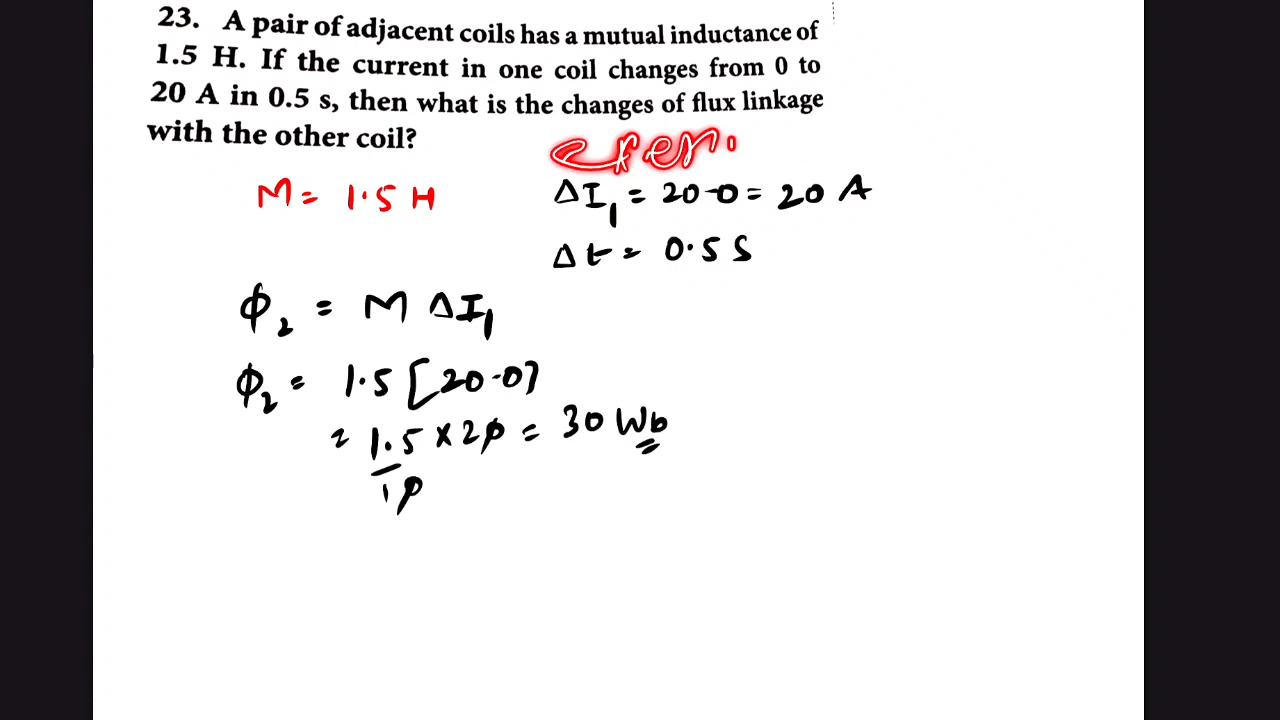 23. A pair of adjacent coils has a mutual inductance of
1.5 H. If the current in one coil changes from 0 to
20 A in 0.5 s, then what is the changes of flux linkage
with the other coil?
M = 1.5 H
ΔI₁ = 20-0 = 20 A
Δt = 0.5 S
ϕ₂ = M ΔI₁
ϕ₂ = 1.5 [20-0]
= 1.5 × 20 = 30 Wb
10